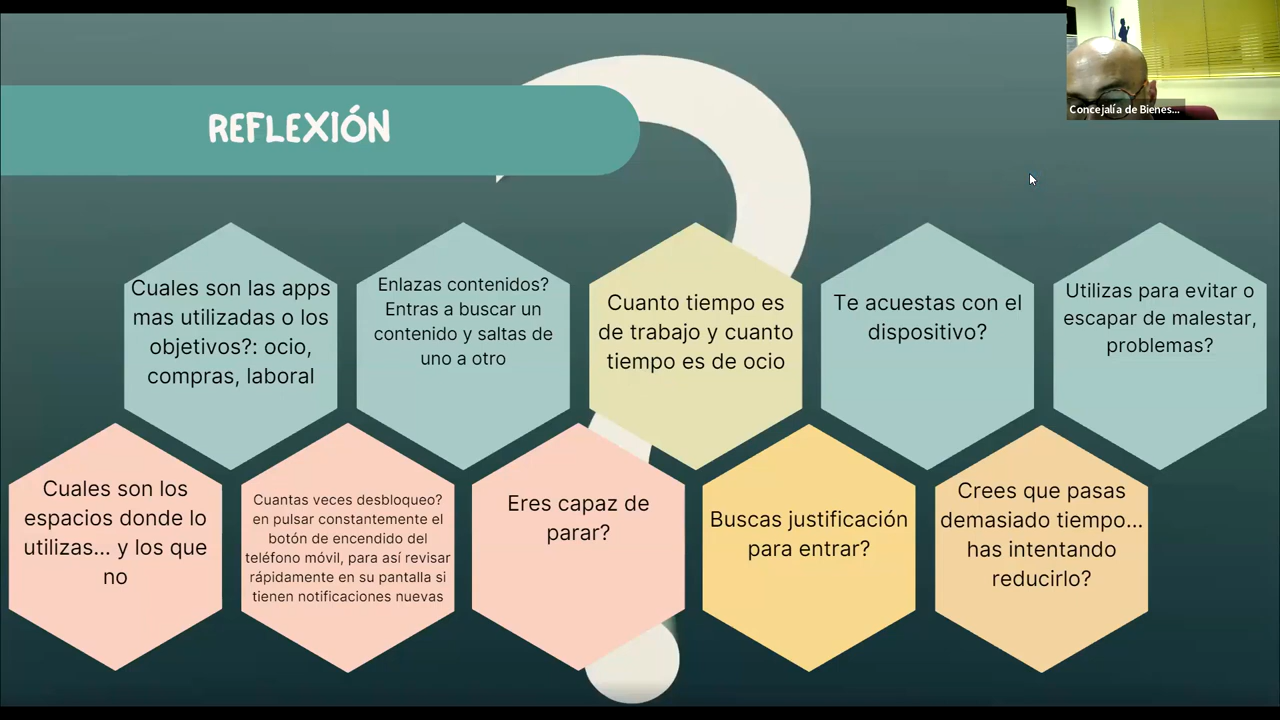 REFLEXIÓN
Concejalía de Bienes...
Cuales son las apps
mas utilizadas o los
objetivos?: ocio,
compras, laboral
Enlazas contenidos?
Entras a buscar un
contenido y saltas de
uno a otro
Cuanto tiempo es
de trabajo y cuanto
tiempo es de ocio
Te acuestas con el
dispositivo?
Utilizas para evitar o
escapar de malestar,
problemas?
Cuales son los
espacios donde lo
utilizas... y los que
no
Cuantas veces desbloqueo?
en pulsar constantemente el
botón de encendido del
teléfono móvil, para así revisar
rápidamente en su pantalla si
tienen notificaciones nuevas
Eres capaz de
parar?
Buscas justificación
para entrar?
Crees que pasas
demasiado tiempo...
has intentando
reducirlo?